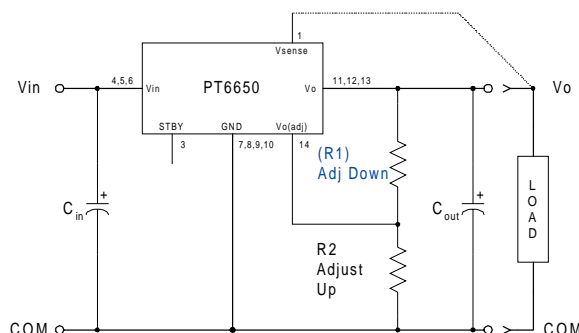 1
Vsense
Vin
4,5,6
Vin
PT6650
Vo
11,12,13
Vo
STBY
GND
Vo(adj)
3
7,8,9,10
14
(R1)
Adj Down
+
C in
R2
Adjust
Up
+
C out
L
O
A
D
COM
COM